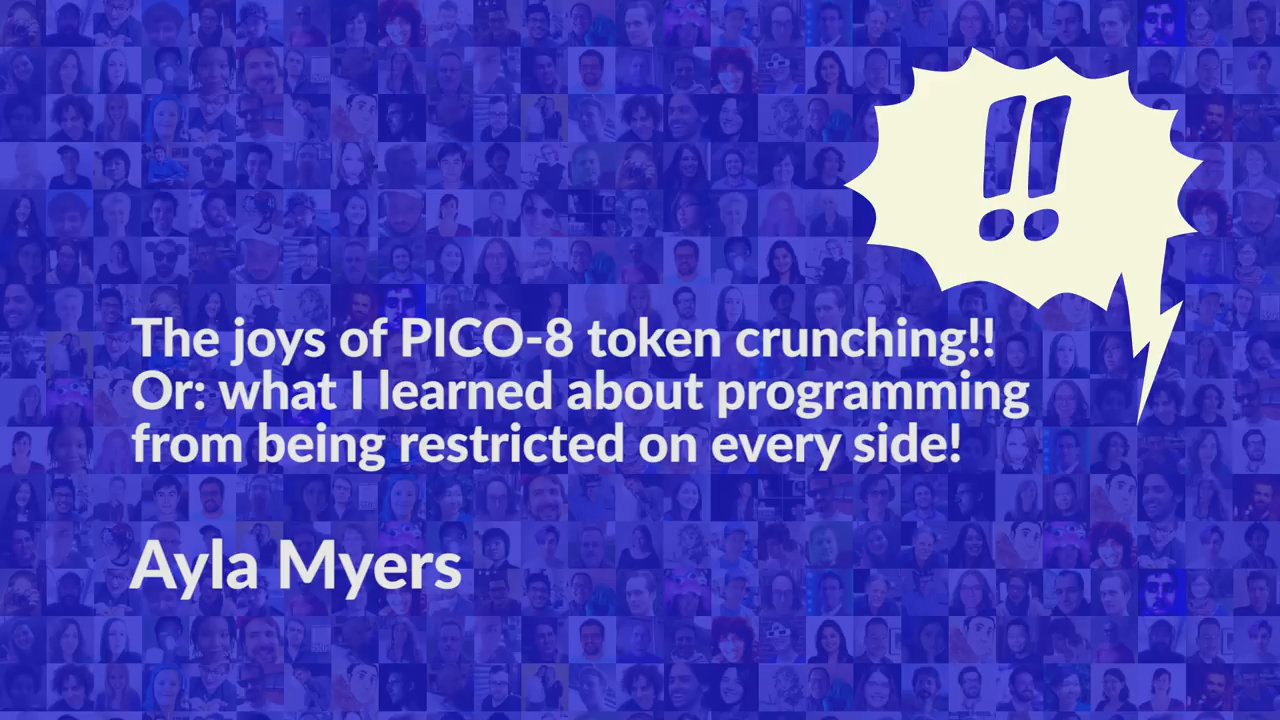 !!
The joys of PICO-8 token crunching!!
Or: what I learned about programming
from being restricted on every side!
Ayla Myers